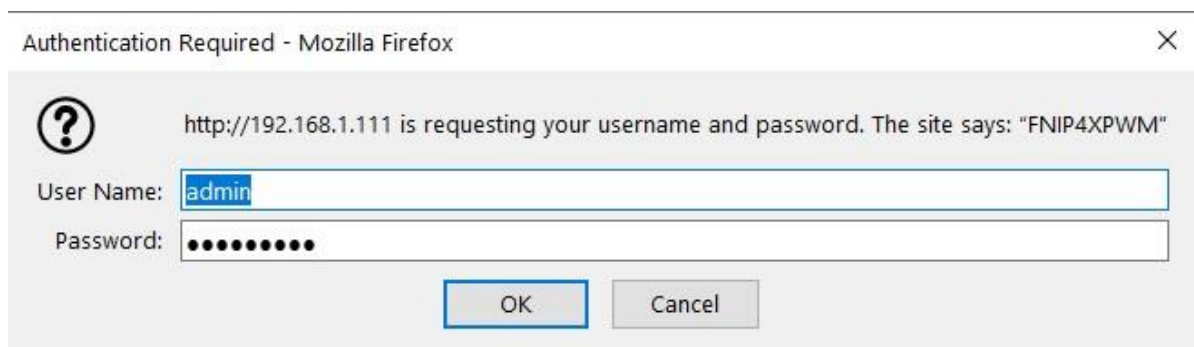 Authentication Required - Mozilla Firefox
http://192.168.1.111 is requesting your username and password. The site says: “FNIP4XPWM”
User Name: admin
Password: ●●●●●●●●●
OK Cancel